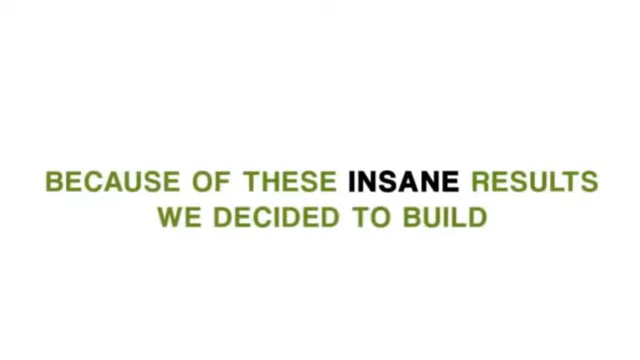 BECAUSE OF THESE INSANE RESULTS
WE DECIDED TO BUILD